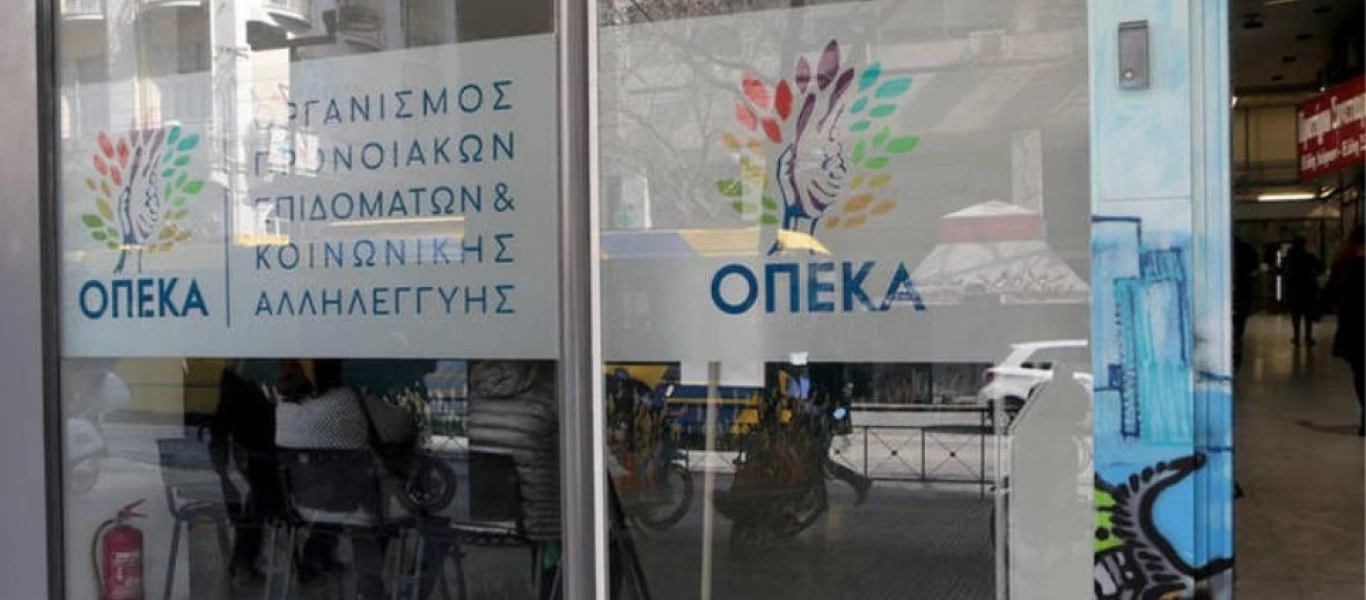 ΟΡΓΑΝΙΣΜΟΣ
ΠΡΟΝΟΙΑΚΩΝ
ΕΠΙΔΟΜΑΤΩΝ &
ΚΟΙΝΩΝΙΚΗΣ
ΑΛΛΗΛΕΓΓΥΗΣ
ΟΠΕΚΑ
ΟΠΕΚΑ